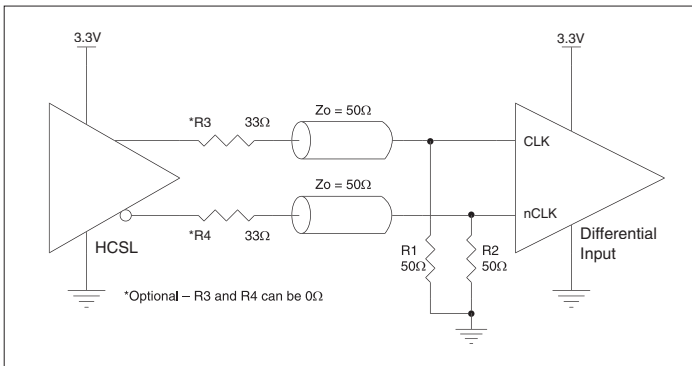 3.3V
3.3V
*R3 33Ω
Zo = 50Ω
CLK
Zo = 50Ω
nCLK
*R4 33Ω
HCSL
R1
50Ω
R2
50Ω
Differential
Input
*Optional – R3 and R4 can be 0Ω